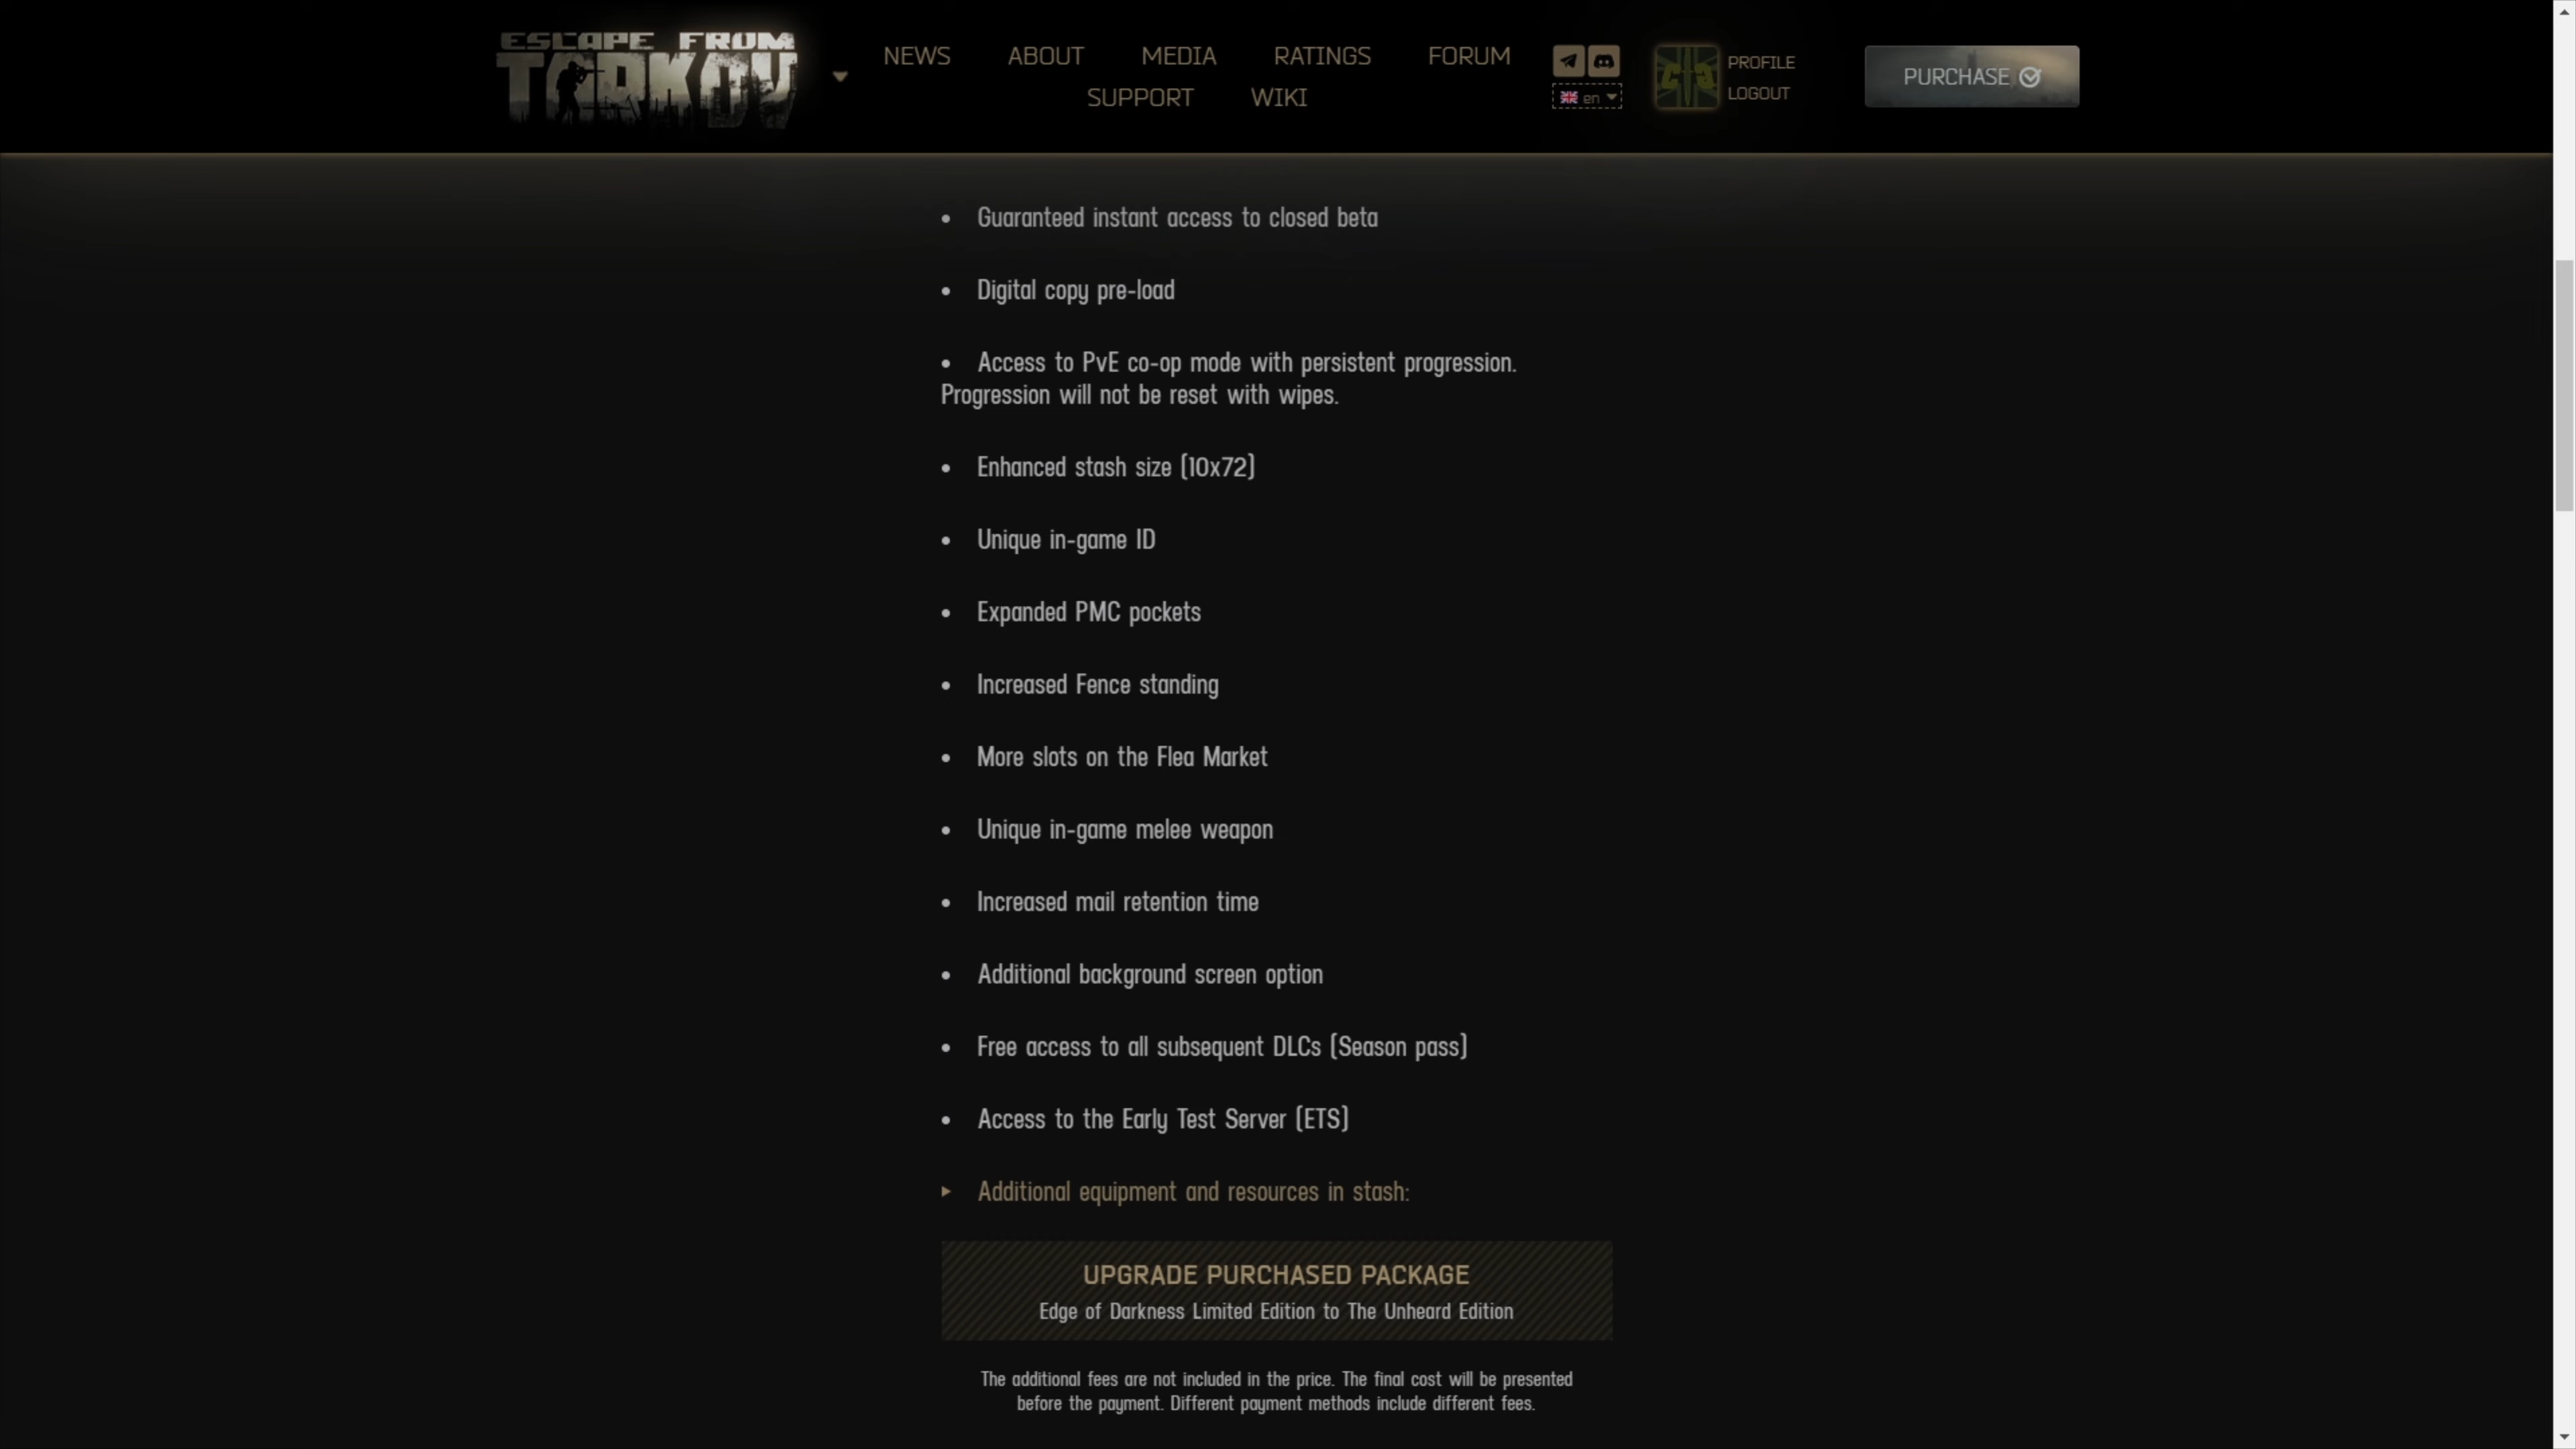 ESCAPE FROM
TARKOV
NEWS ABOUT MEDIA RATINGS FORUM
SUPPORT WIKI
en
PROFILE
LOGOUT
PURCHASE
• Guaranteed instant access to closed beta
• Digital copy pre-load
• Access to PvE co-op mode with persistent progression.
Progression will not be reset with wipes.
• Enhanced stash size (10x72)
• Unique in-game ID
• Expanded PMC pockets
• Increased Fence standing
• More slots on the Flea Market
• Unique in-game melee weapon
• Increased mail retention time
• Additional background screen option
• Free access to all subsequent DLCs (Season pass)
• Access to the Early Test Server (ETS)
Additional equipment and resources in stash:
UPGRADE PURCHASED PACKAGE
Edge of Darkness Limited Edition to The Unheard Edition
The additional fees are not included in the price. The final cost will be presented
before the payment. Different payment methods include different fees.